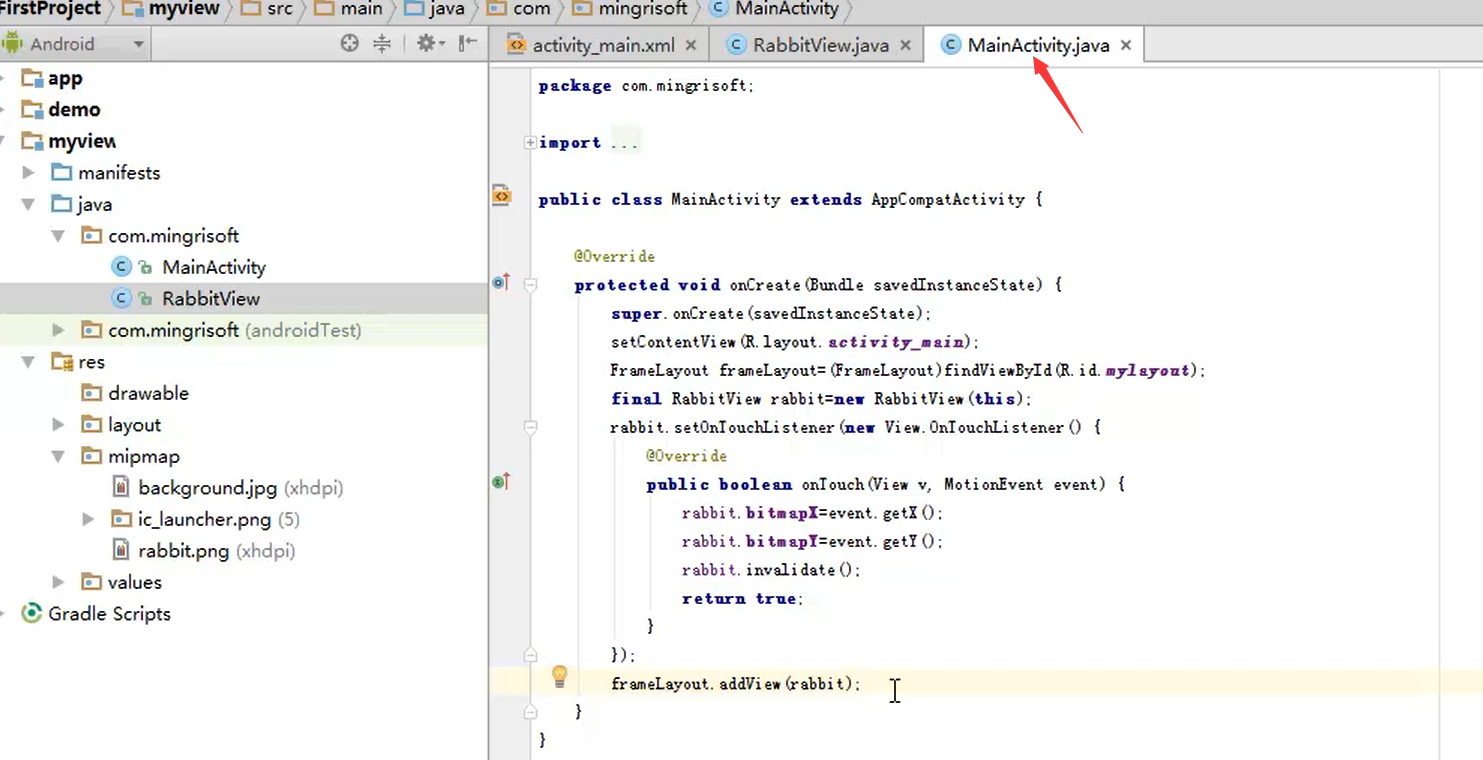 FirstProject myview src main java com mingrisoft MainActivity
Android
activity_main.xml RabbitView.java MainActivity.java
app
demo
myview
manifests
java
com.mingrisoft
MainActivity
RabbitView
com.mingrisoft (androidTest)
res
drawable
layout
mipmap
background.jpg (xhdpi)
ic_launcher.png (5)
rabbit.png (xhdpi)
values
Gradle Scripts
package com.mingrisoft;
import ...
public class MainActivity extends AppCompatActivity {
@Override
protected void onCreate(Bundle savedInstanceState) {
super.onCreate(savedInstanceState);
setContentView(R.layout.activity_main);
FrameLayout frameLayout=(FrameLayout)findViewById(R.id.mylayout);
final RabbitView rabbit=new RabbitView(this);
rabbit.setOnTouchListener(new View.OnTouchListener() {
@Override
public boolean onTouch(View v, MotionEvent event) {
rabbit.bitmapX=event.getX();
rabbit.bitmapY=event.getY();
rabbit.invalidate();
return true;
}
});
frameLayout.addView(rabbit);
}
}